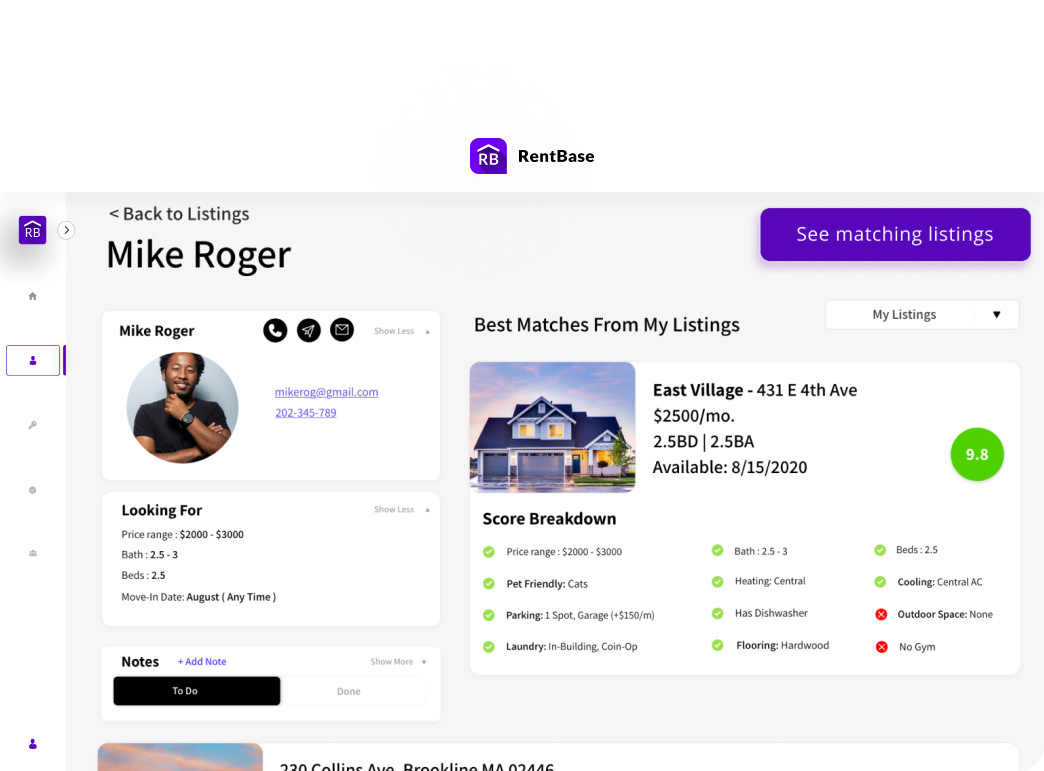 RB
RentBase
RB
< Back to Listings
Mike Roger
See matching listings
Mike Roger
Show Less
mikerog@gmail.com
202-345-789
Looking For
Show Less
Price range : $2000 - $3000
Bath : 2.5 - 3
Beds : 2.5
Move-In Date: August ( Any Time )
Notes
+ Add Note
Show More
To Do
Done
Best Matches From My Listings
My Listings
East Village - 431 E 4th Ave
$2500/mo.
2.5BD | 2.5BA
Available: 8/15/2020
9.8
Score Breakdown
Price range : $2000 - $3000
Bath : 2.5 - 3
Beds : 2.5
Pet Friendly: Cats
Heating: Central
Cooling: Central AC
Parking: 1 Spot, Garage (+$150/m)
Has Dishwasher
Outdoor Space: None
Laundry: In-Building, Coin-Op
Flooring: Hardwood
No Gym
230 Collins Ave, Brookline MA 02446